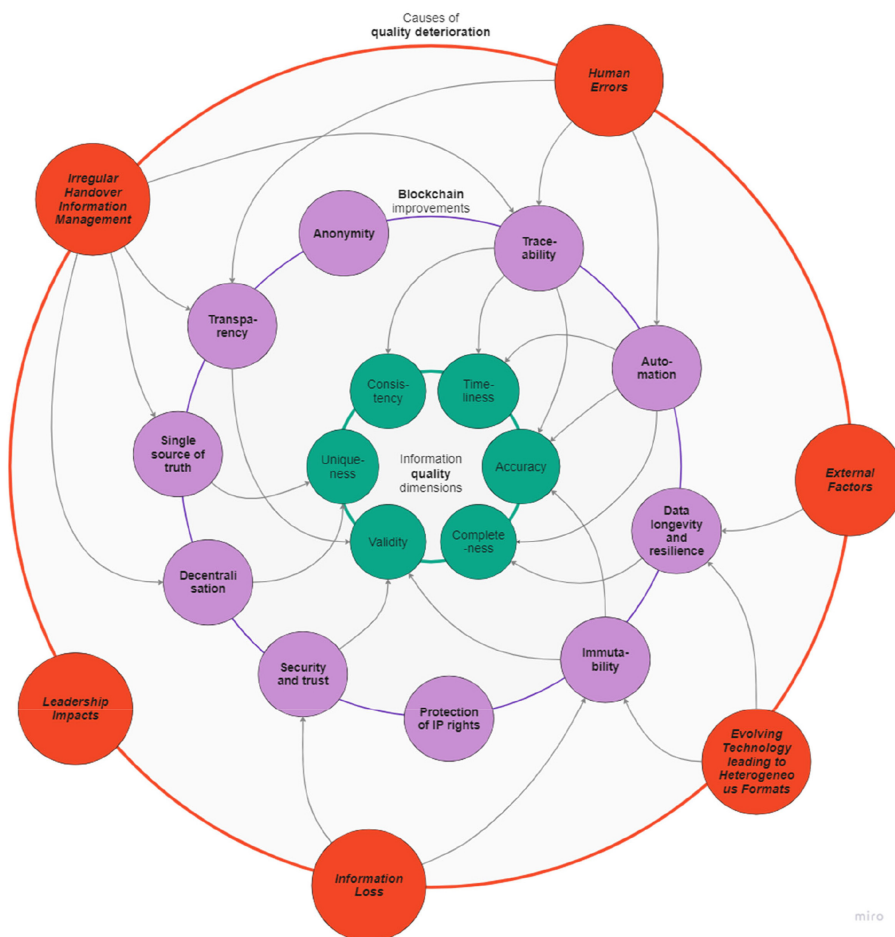 Causes of
quality deterioration
Human
Errors
Irregular
Handover
Information
Management
Blockchain
improvements
Anonymity
Trace-
ability
Transpa-
rency
Auto-
mation
Consis-
tency
Time-
liness
Single
source of
truth
Unique-
ness
Information
quality
dimensions
Accuracy
External
Factors
Data
longevity
and
resilience
Validity
Complete
-ness
Decentrali
sation
Security
and trust
Immuta-
bility
Leadership
Impacts
Protection
of IP rights
Evolving
Technology
leading to
Heterogeneo
us Formats
Information
Loss
miro